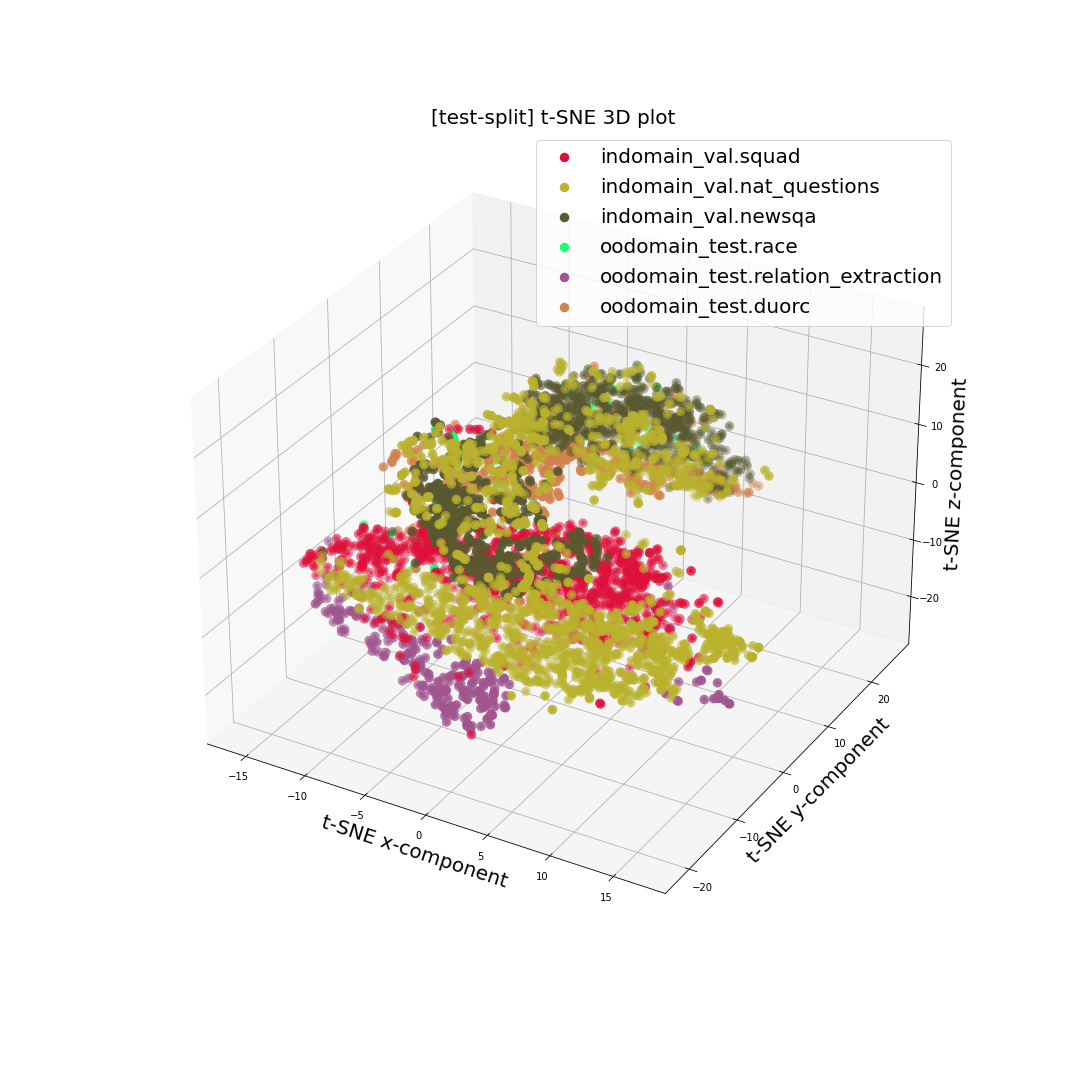 [test-split] t-SNE 3D plot
indomain_val.squad
indomain_val.nat_questions
indomain_val.newsqa
oodomain_test.race
oodomain_test.relation_extraction
oodomain_test.duorc
20
10
0
−10
−20
t-SNE z-component
20
10
0
−10
−20
t-SNE y-component
−15
−10
−5
0
5
10
15
t-SNE x-component